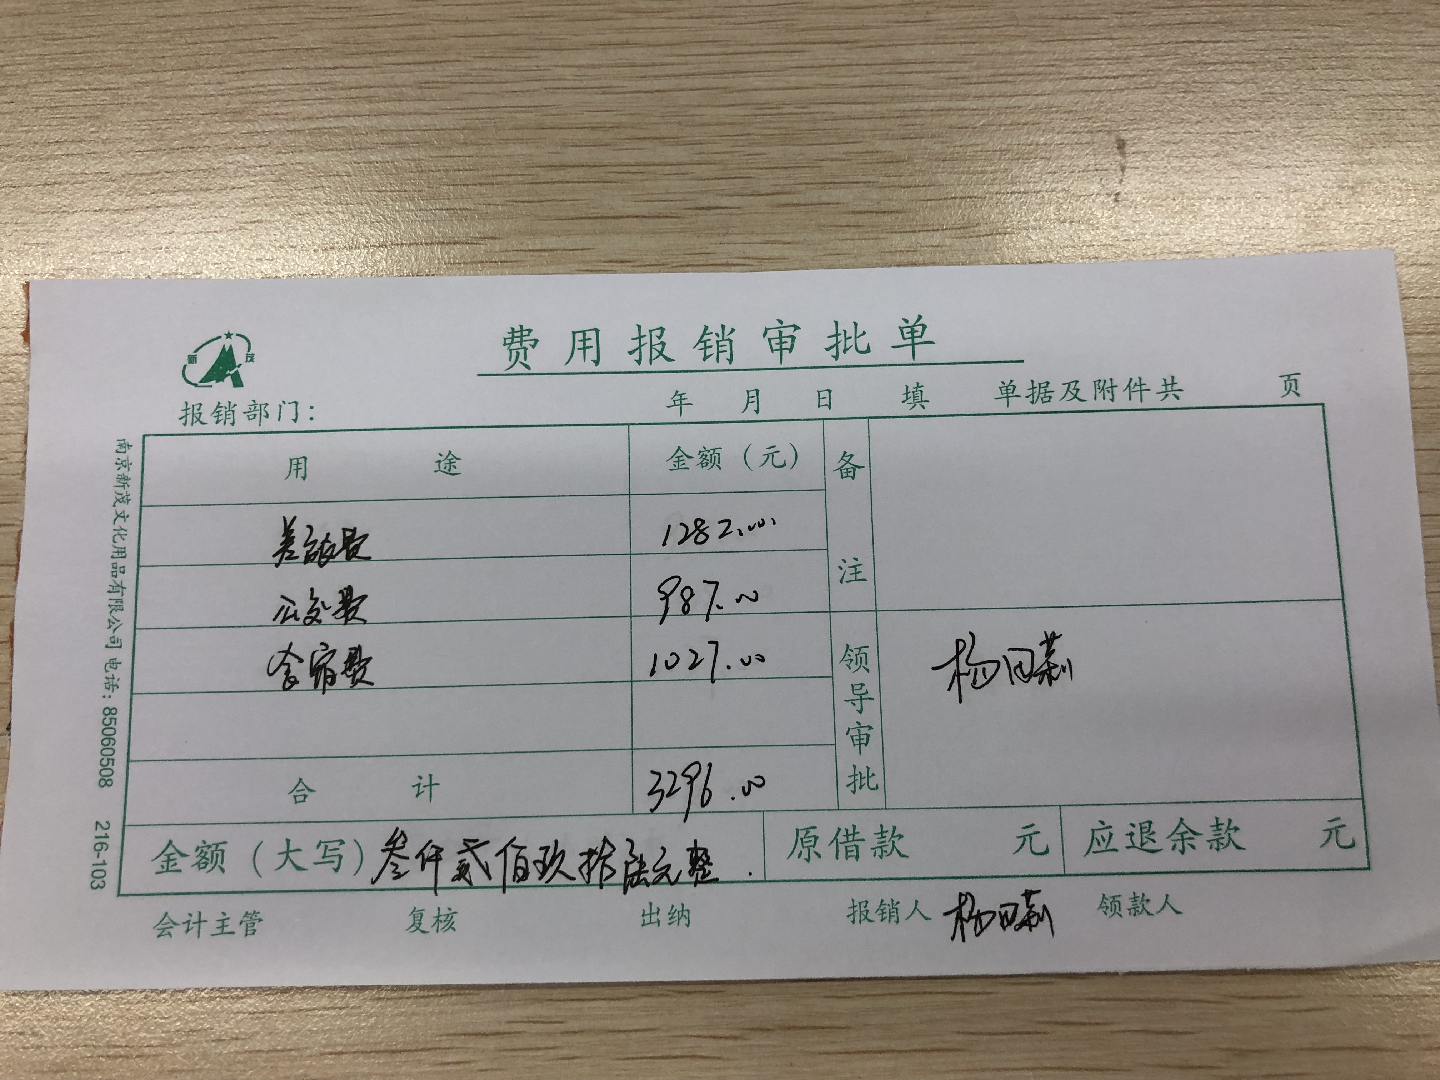 新茂
费用报销审批单
报销部门： 年 月 日 填 单据及附件共 页
用途 金额（元） 备注
差旅费 1282.00
公交费 987.00
食宿费 1027.00
合计 3296.00
领导审批 杨田莉
金额（大写）叁仟贰佰玖拾陆元整. 原借款 元 应退余款 元
会计主管 复核 出纳 报销人 杨田莉 领款人
南京新茂文化用品有限公司 电话：85060508 216-103